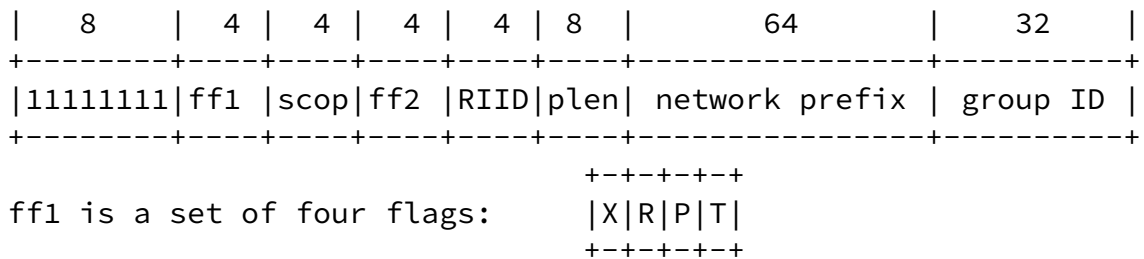 |   8    |  4 |  4 |  4 |  4 | 8  |       64       |    32    |
+--------+----+----+----+----+----+----------------+----------+
|11111111|ff1 |scop|ff2 |RIID|plen| network prefix | group ID |
+--------+----+----+----+----+----+----------------+----------+
                                +-+-+-+-+
ff1 is a set of four flags:     |X|R|P|T|
                                +-+-+-+-+